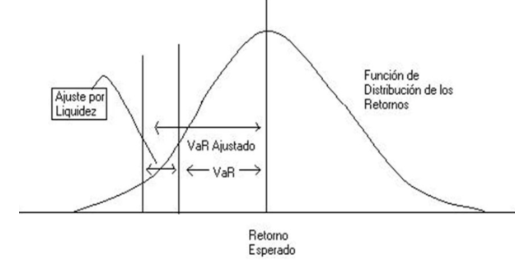 Ajuste por
Liquidez
Función de
Distribución de los
Retornos
VaR Ajustado
VaR
Retorno
Esperado